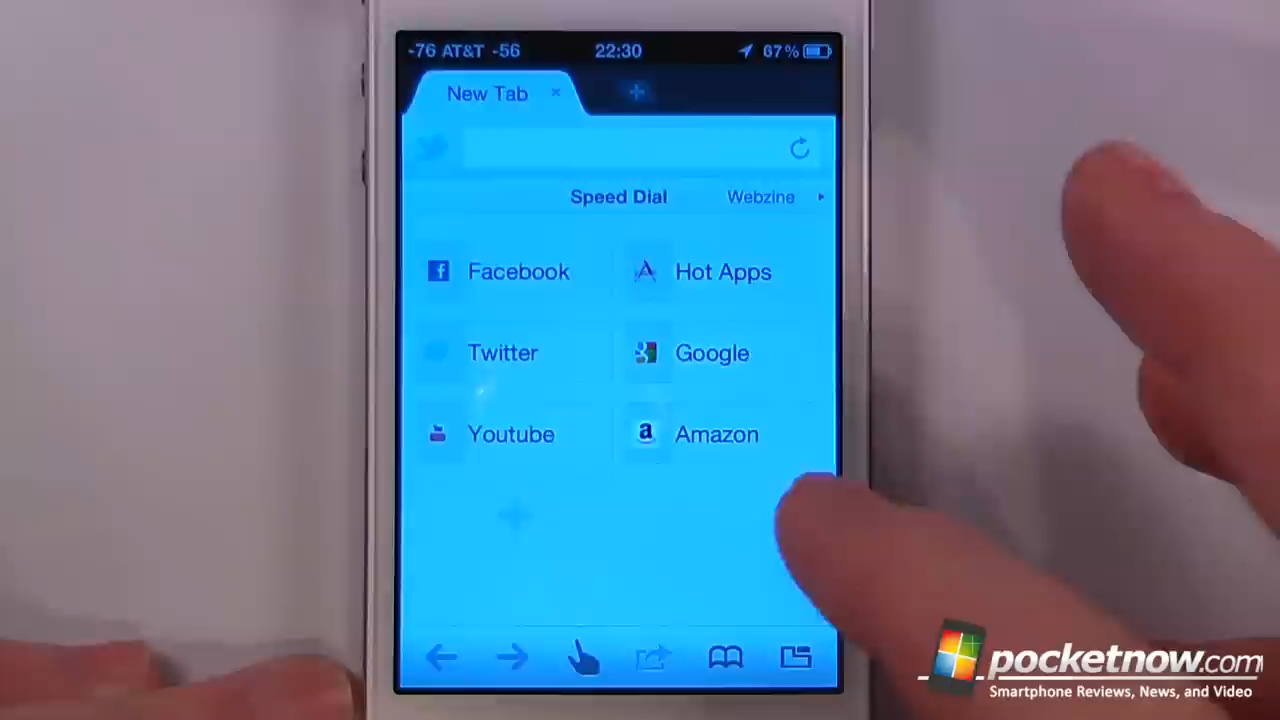 -76 AT&T -56 22:30 67%
New Tab ×
Speed Dial Webzine
Facebook Hot Apps
Twitter Google
Youtube Amazon
pocketnow.com
Smartphone Reviews, News, and Video